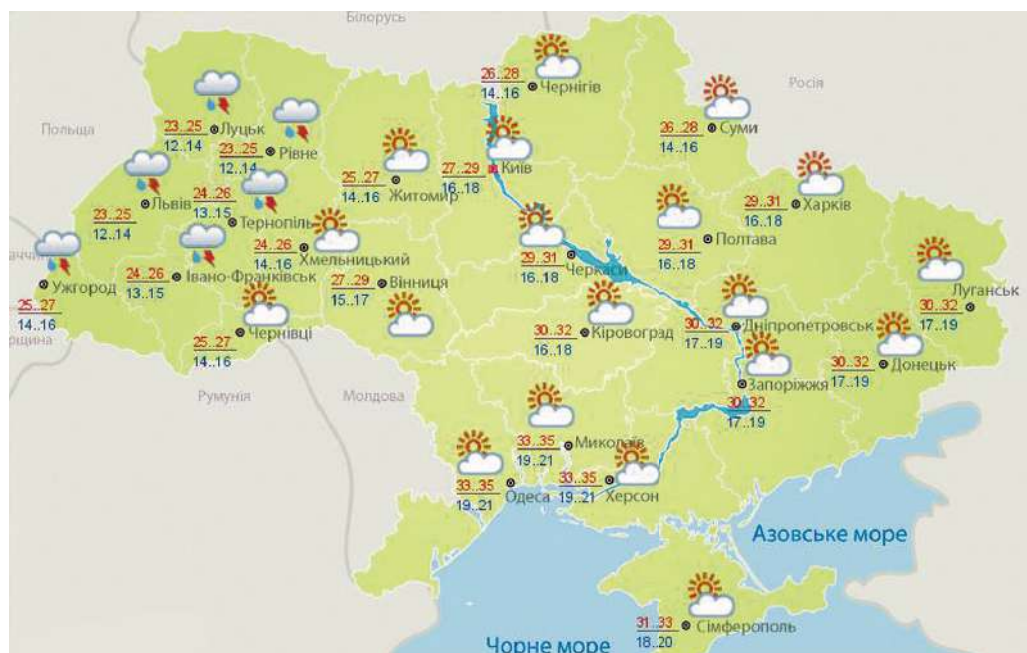 Білорусь
26..28
14..16
Чернігів
Росія
Польща
23..25
12..14
Луцьк
23..25
12..14
Рівне
26..28
14..16
Суми
25..27
14..16
Житомир
27..29
16..18
Київ
23..25
12..14
Львів
24..26
13..15
Тернопіль
29..31
16..18
Харків
29..31
16..18
Полтава
24..26
14..16
Хмельницький
29..31
16..18
Черкаси
25..27
14..16
Ужгород
24..26
13..15
Івано-Франківськ
27..29
15..17
Вінниця
30..32
17..19
Луганськ
25..27
14..16
Чернівці
30..32
16..18
Кіровоград
30..32
17..19
Дніпропетровськ
30..32
17..19
Донецьк
30..32
17..19
Запоріжжя
Румунія
Молдова
33..35
19..21
Миколаїв
33..35
19..21
Одеса
33..35
19..21
Херсон
Азовське море
31..33
18..20
Сімферополь
Чорне море